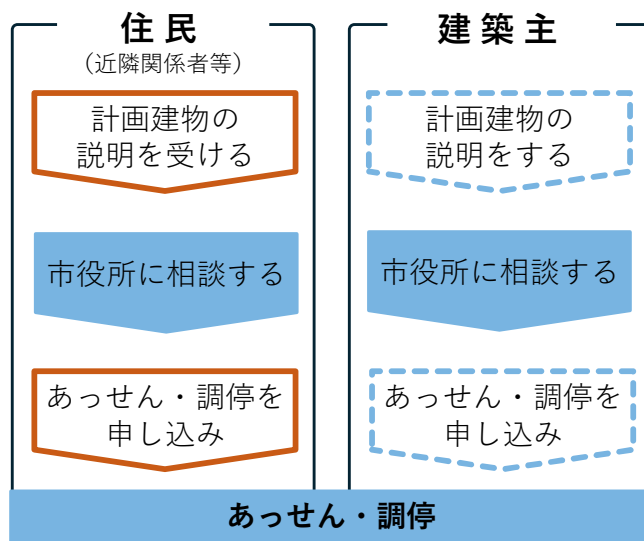 住民
（近隣関係者等）
計画建物の
説明を受ける
市役所に相談する
あっせん・調停を
申し込み
建築主
計画建物の
説明をする
市役所に相談する
あっせん・調停を
申し込み
あっせん・調停